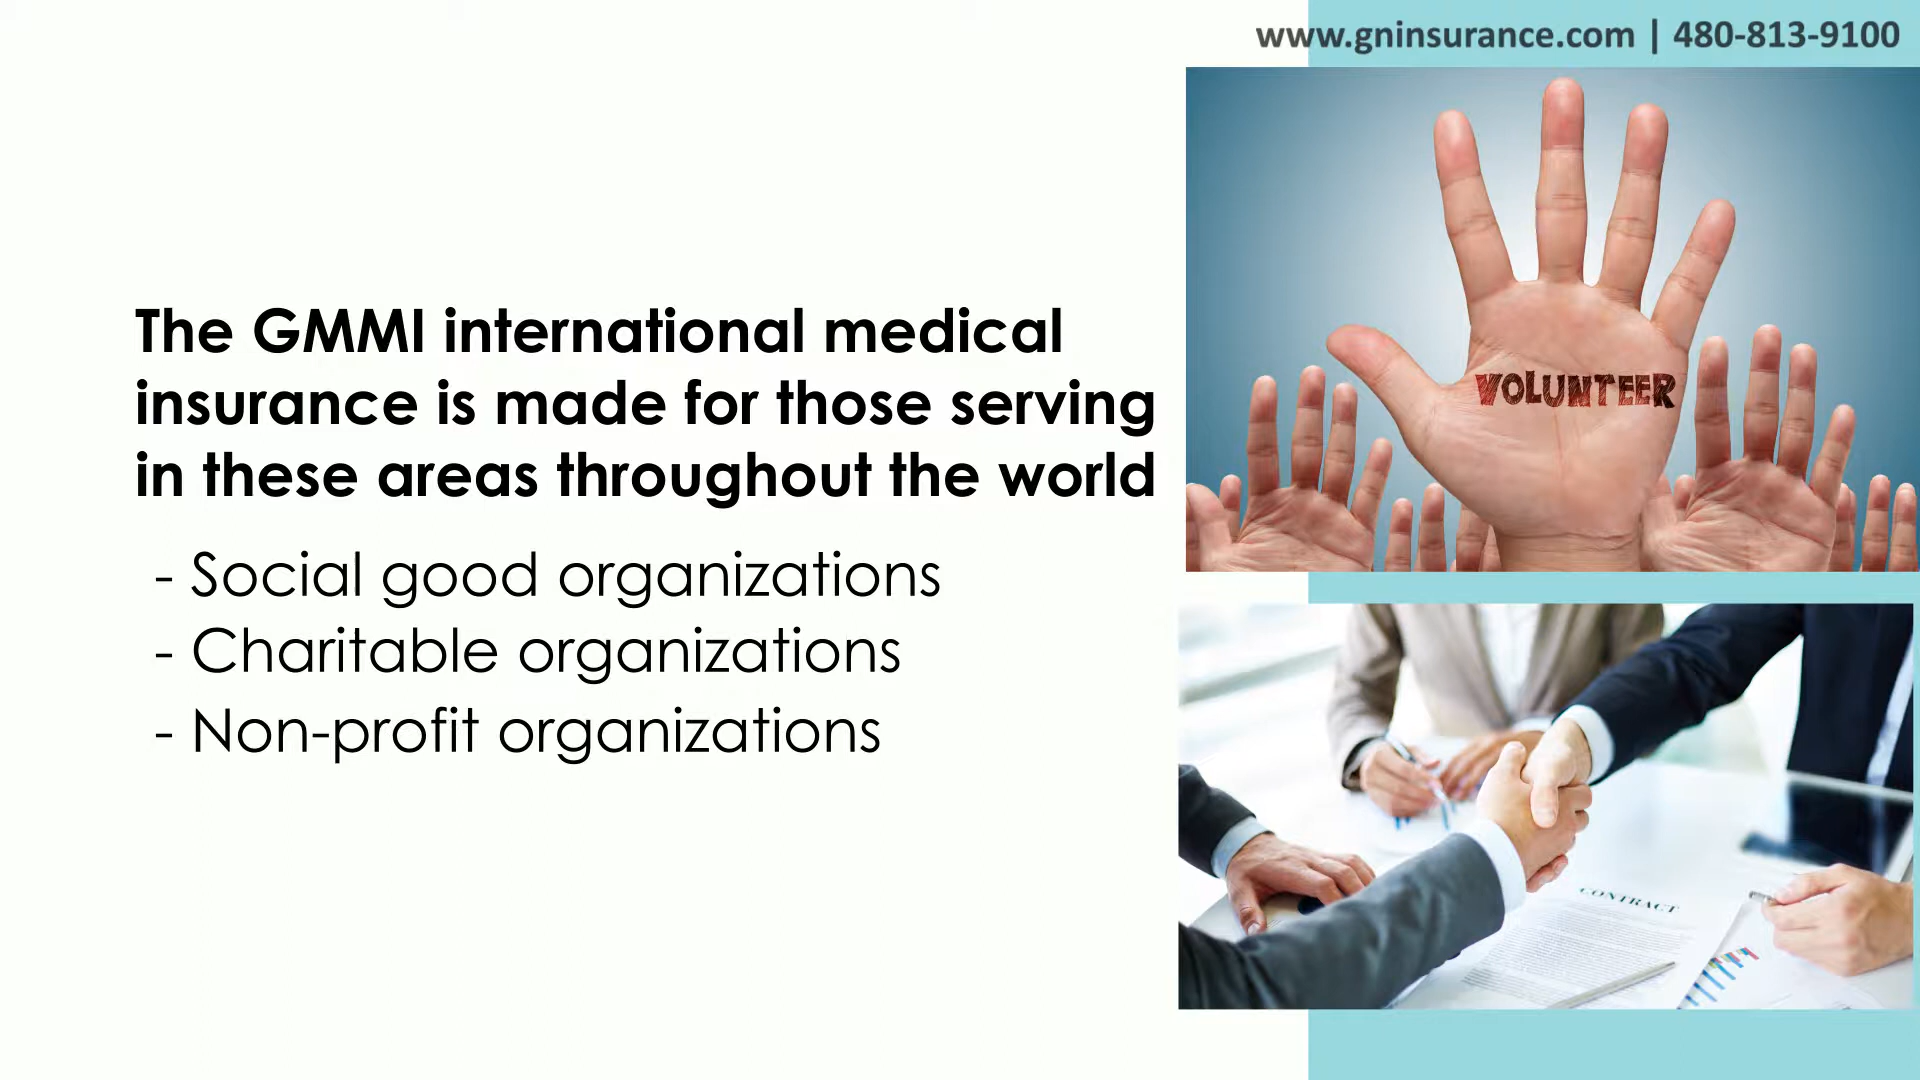 www.gninsurance.com | 480-813-9100
The GMMI international medical
insurance is made for those serving
in these areas throughout the world
- Social good organizations
- Charitable organizations
- Non-profit organizations
VOLUNTEER
CONTRACT